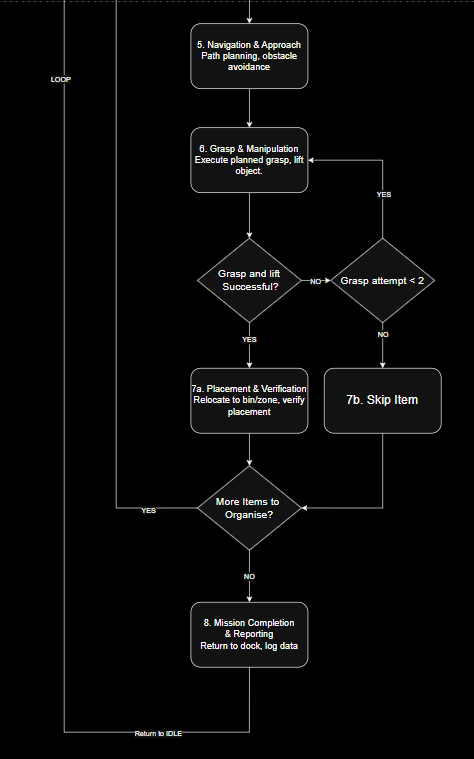 5. Navigation & Approach
Path planning, obstacle
avoidance
LOOP
6. Grasp & Manipulation
Execute planned grasp, lift
object.
YES
Grasp and lift
Successful?
NO
Grasp attempt < 2
YES
NO
7a. Placement & Verification
Relocate to bin/zone, verify
placement
7b. Skip Item
More Items to
Organise?
YES
NO
8. Mission Completion
& Reporting
Return to dock, log data
Return to IDLE